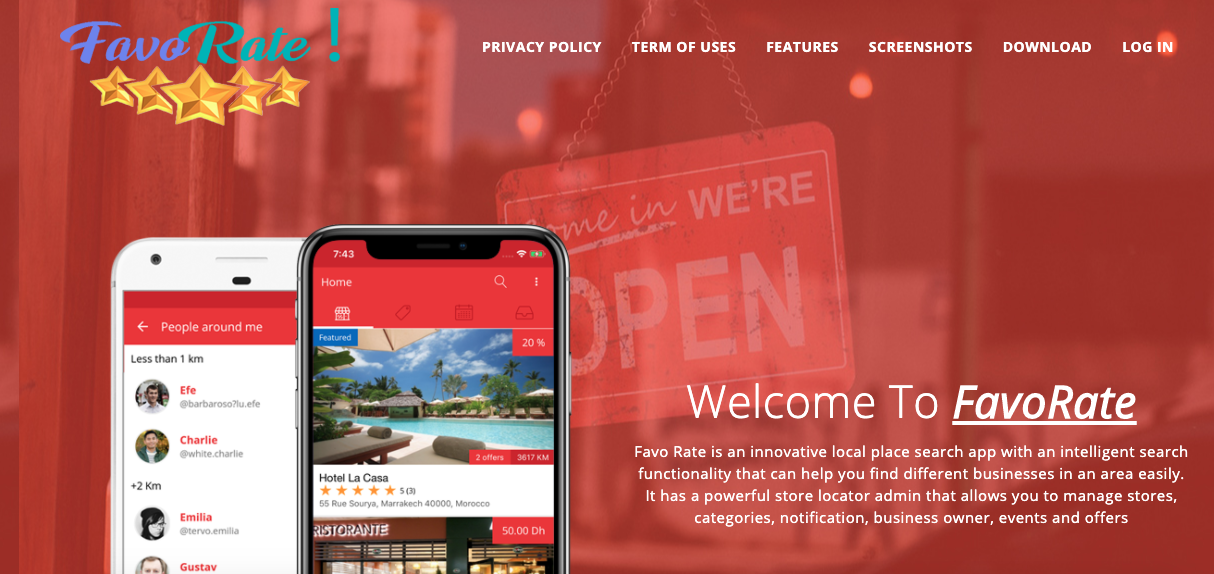 FavoRate!
PRIVACY POLICY
TERM OF USES
FEATURES
SCREENSHOTS
DOWNLOAD
LOG IN
come in WE'RE
OPEN
People around me
Less than 1 km
Efe
@barbaroso?lu.efe
Charlie
@white.charlie
+2 Km
Emilia
@tervo.emilia
Gustav
7:43
Home
Featured
20 %
2 offers
3617 KM
Hotel La Casa
5 (3)
55 Rue Sourya, Marrakech 40000, Morocco
RISTORANTE
50.00 Dh
Welcome To FavoRate
Favo Rate is an innovative local place search app with an intelligent search
functionality that can help you find different businesses in an area easily.
It has a powerful store locator admin that allows you to manage stores,
categories, notification, business owner, events and offers